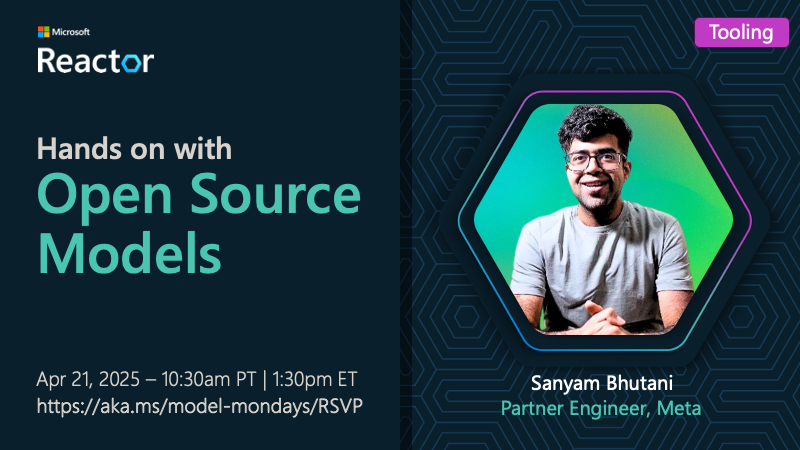 Microsoft
Reactor
Tooling
Hands on with
Open Source
Models
Apr 21, 2025 – 10:30am PT | 1:30pm ET
https://aka.ms/model-mondays/RSVP
Sanyam Bhutani
Partner Engineer, Meta